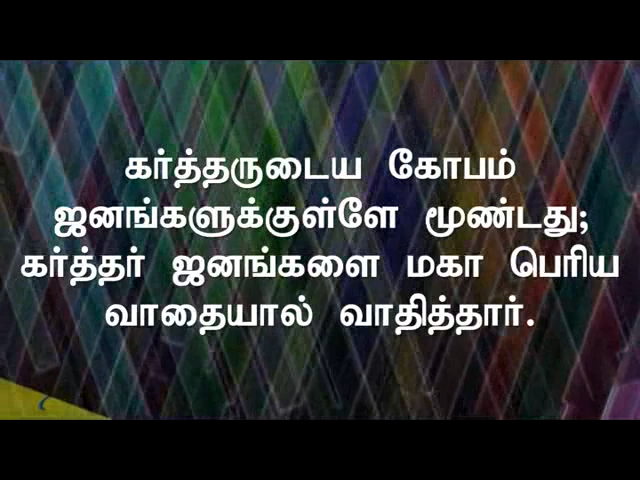 கர்த்தருடைய கோபம்
ஜனங்களுக்குள்ளே மூண்டது;
கர்த்தர் ஜனங்களை மகா பெரிய
வாதையால் வாதித்தார்.